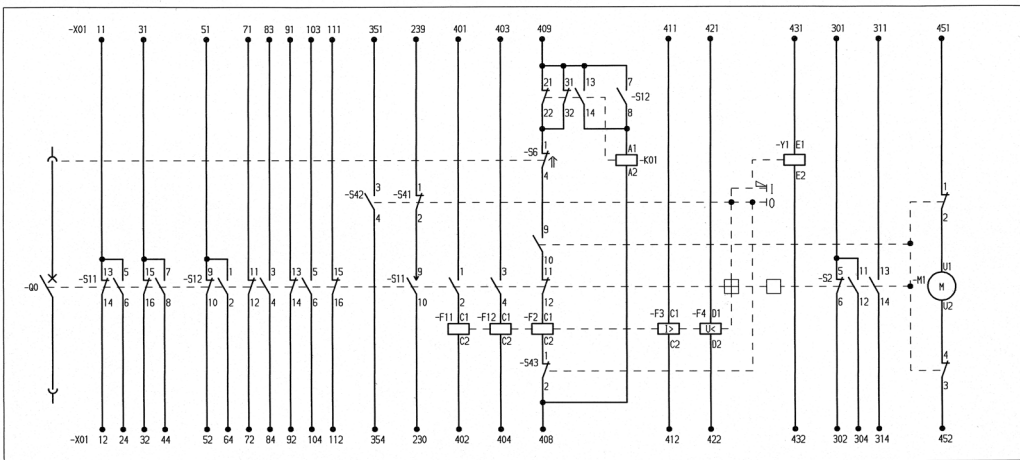 -X01 11 31 51 71 83 91 103 111 351 239 401 403 409 411 421 431 301 311 451
21 31 13 7
-S12
22 32 14 8
1 A1 -Y1 E1
-S6 -K01
4 A2 E2
3 1 I 1
-S42 -S41 O
4 2 2
9
10
13 5 15 7 9 1 11 3 13 5 15 9 1 3 11 5 11 13 U1
-Q0 -S11 -S12 -S11 -S2 -M1 M
14 6 16 8 10 2 12 4 14 6 16 10 2 4 12 6 12 14 U2
-F11 C1 -F12 C1 -F2 C1 -F3 C1 -F4 D1
I> U<
C2 C2 C2 C2 D2
1 4
-S43
2 3
-X01 12 24 32 44 52 64 72 84 92 104 112 354 230 402 404 408 412 422 432 302 304 314 452